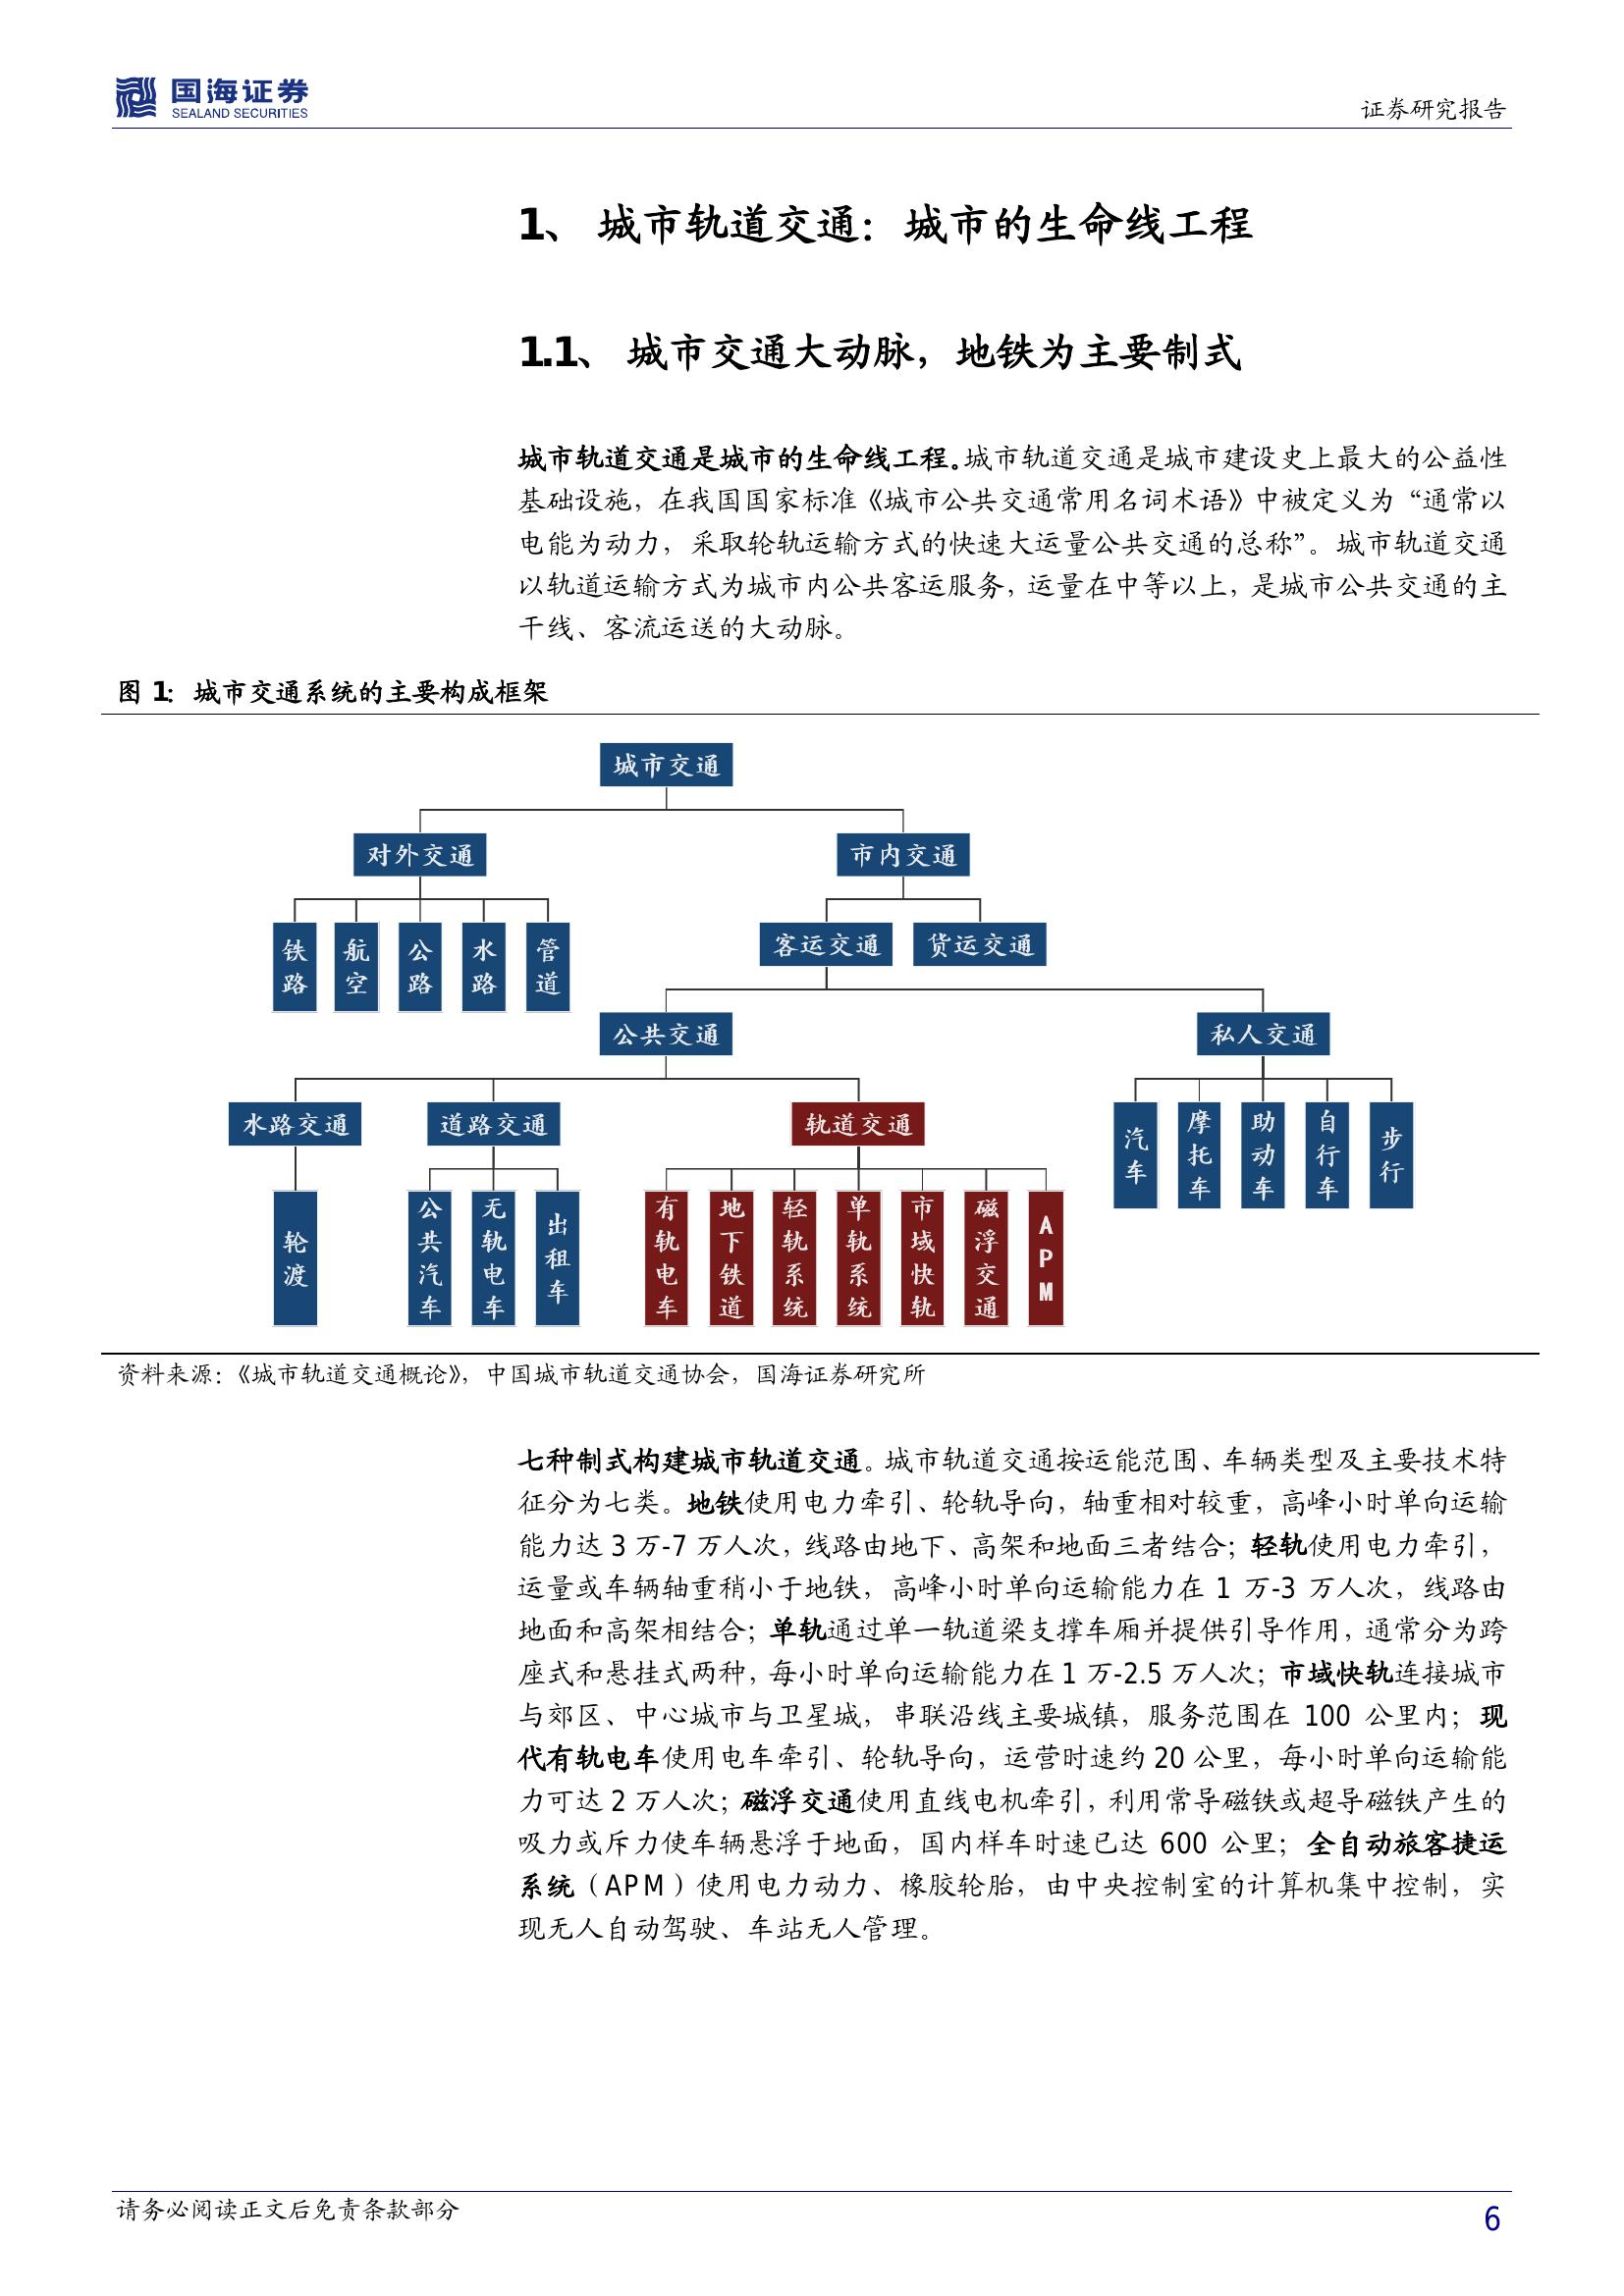 国海证券
SEALAND SECURITIES
证券研究报告
1、 城市轨道交通：城市的生命线工程
1.1、 城市交通大动脉，地铁为主要制式
城市轨道交通是城市的生命线工程。城市轨道交通是城市建设史上最大的公益性
基础设施，在我国国家标准《城市公共交通常用名词术语》中被定义为“通常以
电能为动力，采取轮轨运输方式的快速大运量公共交通的总称”。城市轨道交通
以轨道运输方式为城市内公共客运服务，运量在中等以上，是城市公共交通的主
干线、客流运送的大动脉。
图 1：城市交通系统的主要构成框架
城市交通
对外交通
市内交通
铁路
航空
公路
水路
管道
客运交通
货运交通
公共交通
私人交通
水路交通
道路交通
轨道交通
汽车
摩托车
助动车
自行车
步行
轮渡
公共汽车
无轨电车
出租车
有轨电车
地下铁道
轻轨系统
单轨系统
市域快轨
磁浮交通
APM
资料来源：《城市轨道交通概论》，中国城市轨道交通协会，国海证券研究所
七种制式构建城市轨道交通。城市轨道交通按运能范围、车辆类型及主要技术特
征分为七类。地铁使用电力牵引、轮轨导向，轴重相对较重，高峰小时单向运输
能力达 3 万-7 万人次，线路由地下、高架和地面三者结合；轻轨使用电力牵引，
运量或车辆轴重稍小于地铁，高峰小时单向运输能力在 1 万-3 万人次，线路由
地面和高架相结合；单轨通过单一轨道梁支撑车厢并提供引导作用，通常分为跨
座式和悬挂式两种，每小时单向运输能力在 1 万-2.5 万人次；市域快轨连接城市
与郊区、中心城市与卫星城，串联沿线主要城镇，服务范围在 100 公里内；现
代有轨电车使用电车牵引、轮轨导向，运营时速约 20 公里，每小时单向运输能
力可达 2 万人次；磁浮交通使用直线电机牵引，利用常导磁铁或超导磁铁产生的
吸力或斥力使车辆悬浮于地面，国内样车时速已达 600 公里；全自动旅客捷运
系统（APM）使用电力动力、橡胶轮胎，由中央控制室的计算机集中控制，实
现无人自动驾驶、车站无人管理。
请务必阅读正文后免责条款部分
6